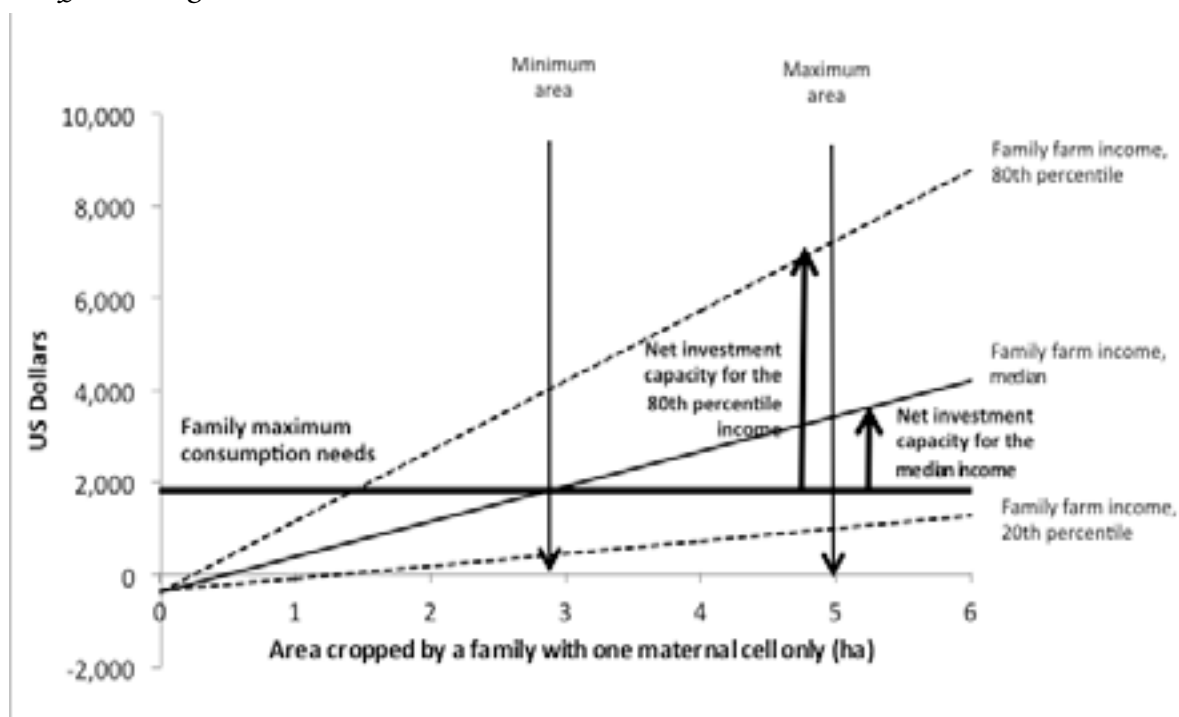 Minimum
area
Maximum
area
10,000
8,000
6,000
4,000
2,000
0
-2,000
US Dollars
Family farm income,
80th percentile
Net investment
capacity for the
80th percentile
income
Family farm income,
median
Family maximum
consumption needs
Net investment
capacity for the
median income
Family farm income,
20th percentile
0 1 2 3 4 5 6
Area cropped by a family with one maternal cell only (ha)